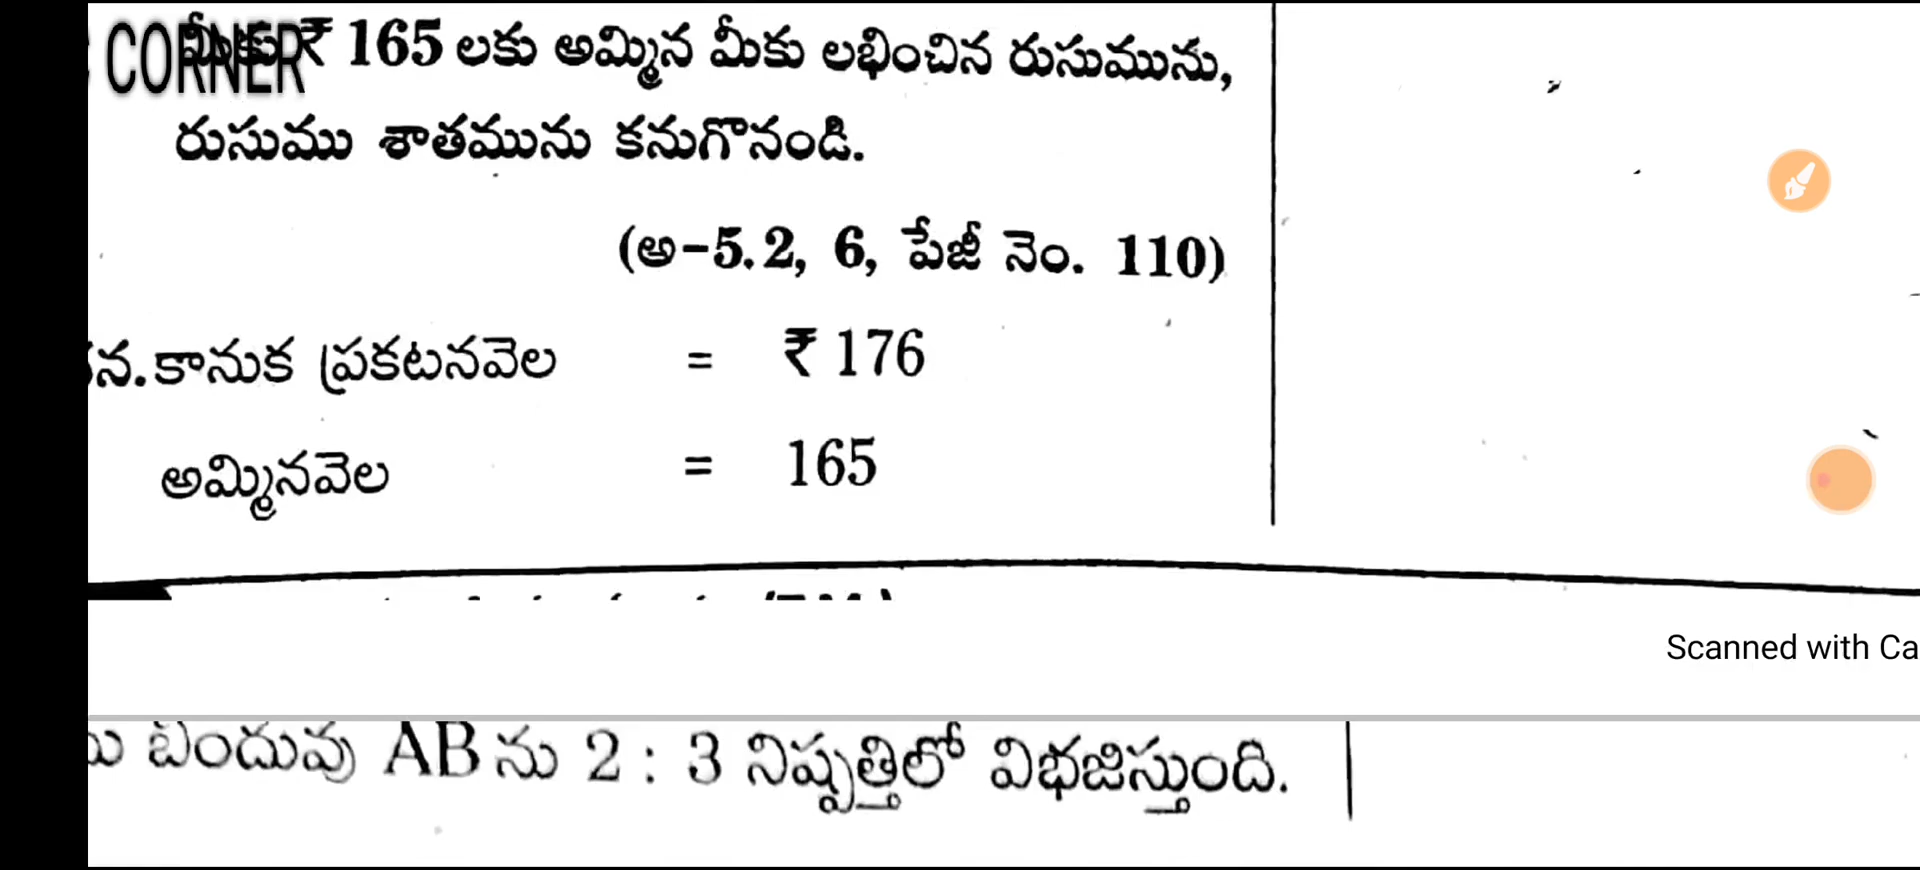 CORNER ₹ 165 లకు అమ్మిన మీకు లభించిన రుసుమును,
రుసుము శాతమును కనుగొనండి.
(అ-5.2, 6, పేజీ నెం. 110)
న. కానుక ప్రకటనవెల = ₹ 176
అమ్మినవెల = 165
Scanned with Ca
బిందువు AB ను 2 : 3 నిష్పత్తిలో విభజిస్తుంది.